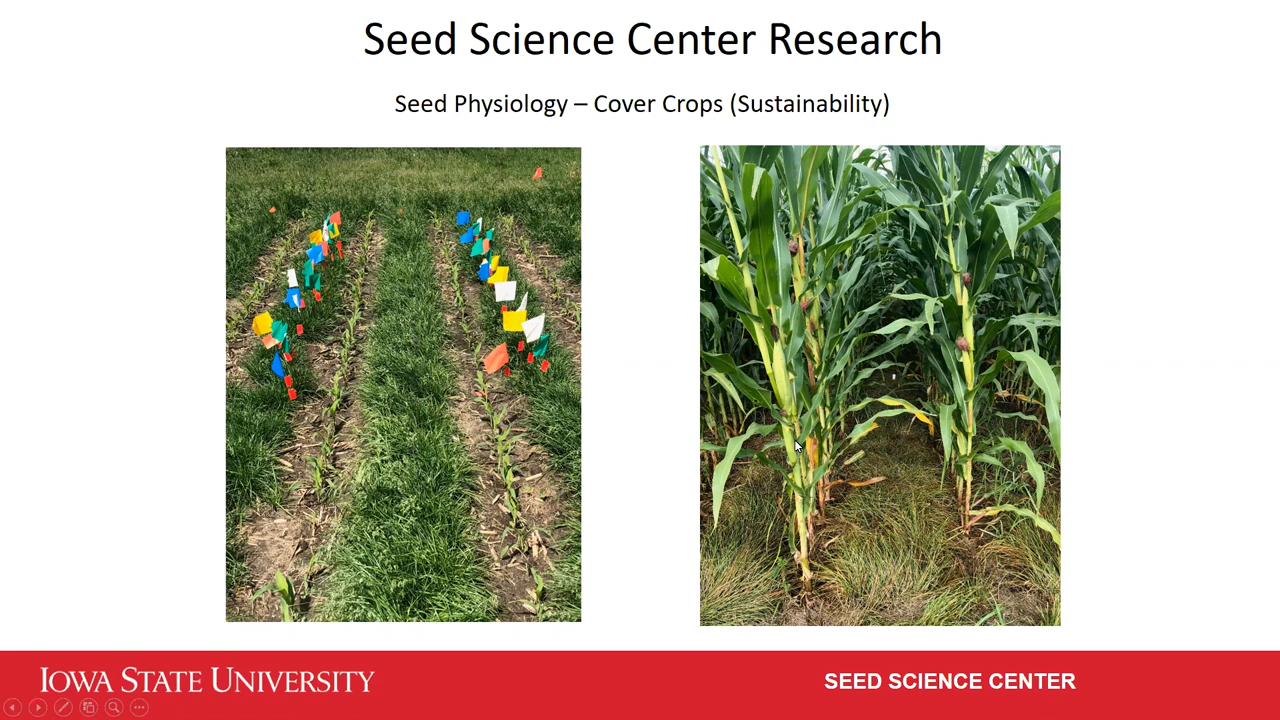 Seed Science Center Research
Seed Physiology – Cover Crops (Sustainability)
IOWA STATE UNIVERSITY
SEED SCIENCE CENTER